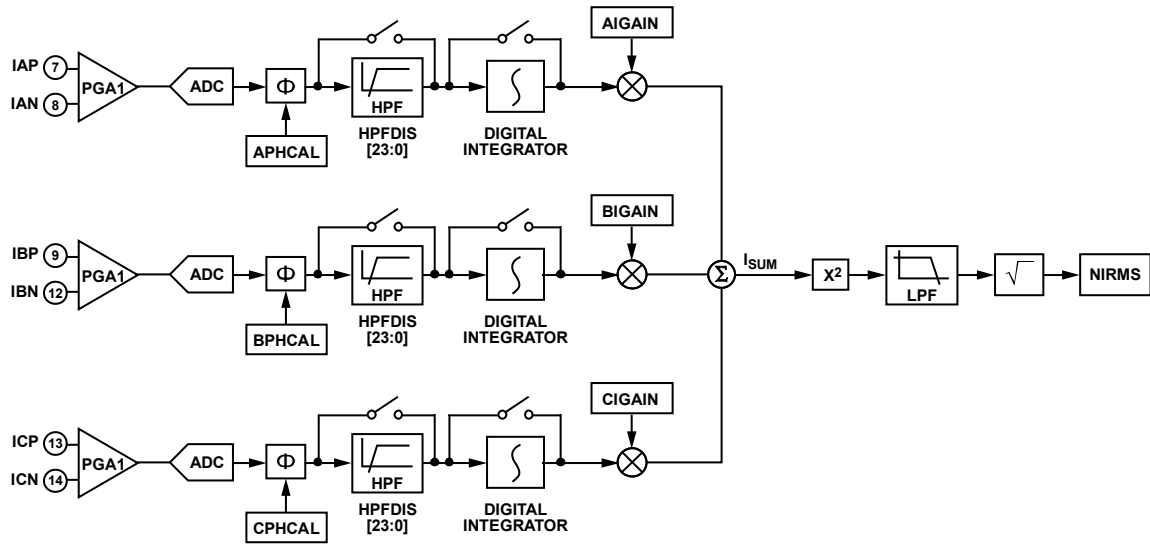 AIGAIN
IAP 7
IAN 8
PGA1
ADC
Φ
HPF
APHCAL
HPFDIS
[23:0]
DIGITAL
INTEGRATOR
BIGAIN
IBP 9
IBN 12
PGA1
ADC
Φ
HPF
BPHCAL
HPFDIS
[23:0]
DIGITAL
INTEGRATOR
Σ
ISUM
X²
LPF
√
NIRMS
CIGAIN
ICP 13
ICN 14
PGA1
ADC
Φ
HPF
CPHCAL
HPFDIS
[23:0]
DIGITAL
INTEGRATOR